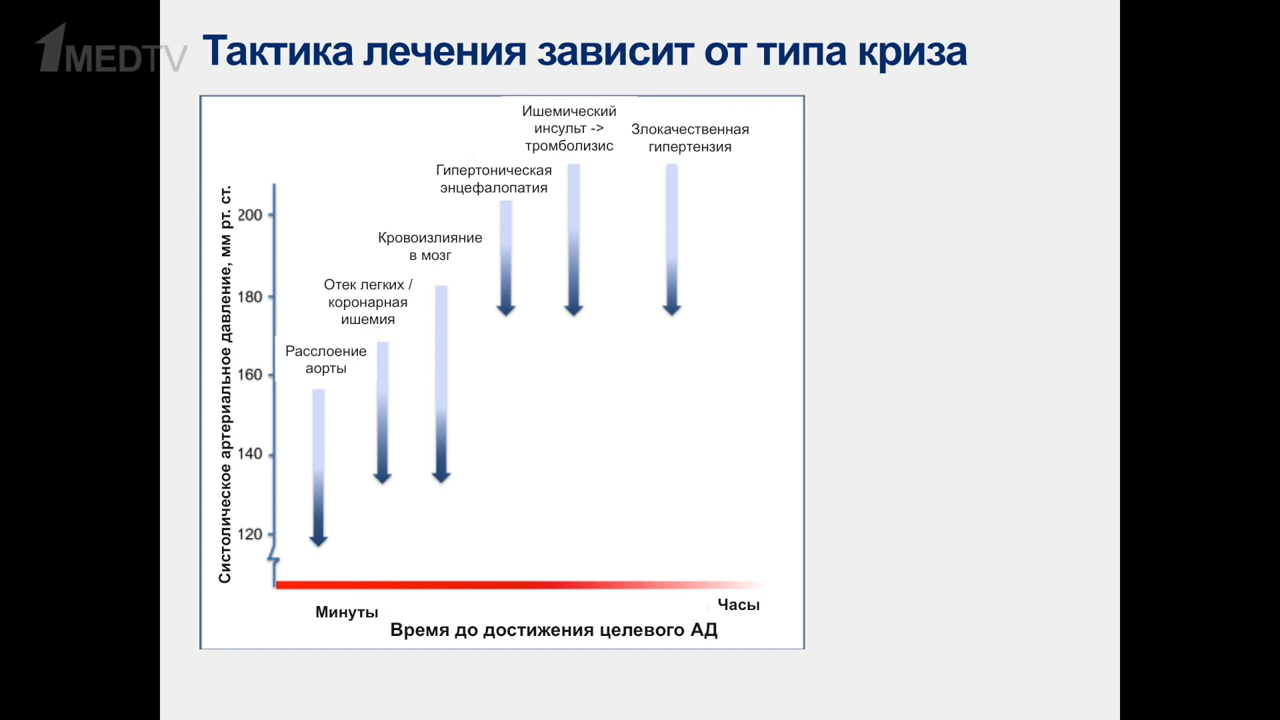 1MEDTV
Тактика лечения зависит от типа криза
Ишемический
инсульт ->
тромболизис
Злокачественная
гипертензия
Гипертоническая
энцефалопатия
Кровоизлияние
в мозг
Отек легких /
коронарная
ишемия
Расслоение
аорты
Систолическое артериальное давление, мм рт. ст.
200
180
160
140
120
Минуты
Часы
Время до достижения целевого АД